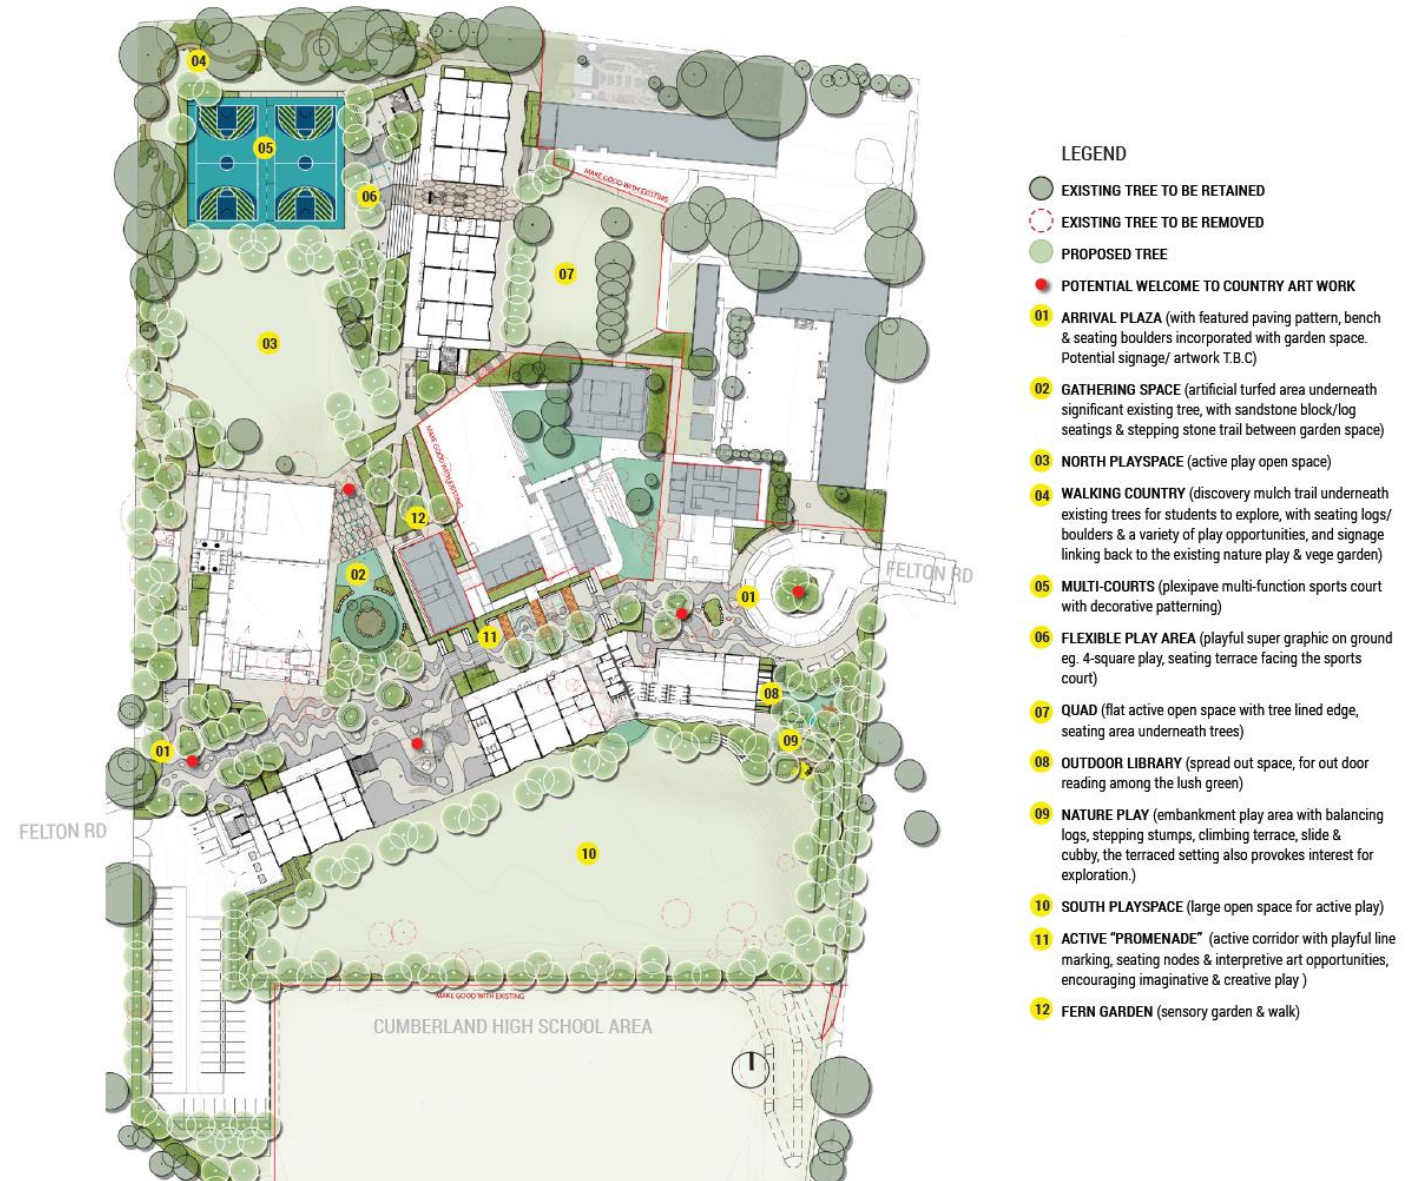 04
05
06
MAKE GOOD WITH EXISTING
07
03
MAKE GOOD WITH EXISTING
12
02
01
FELTON RD
11
08
01
09
FELTON RD
10
MAKE GOOD WITH EXISTING
CUMBERLAND HIGH SCHOOL AREA
LEGEND
EXISTING TREE TO BE RETAINED
EXISTING TREE TO BE REMOVED
PROPOSED TREE
POTENTIAL WELCOME TO COUNTRY ART WORK
01 ARRIVAL PLAZA (with featured paving pattern, bench
& seating boulders incorporated with garden space.
Potential signage/ artwork T.B.C)
02 GATHERING SPACE (artificial turfed area underneath
significant existing tree, with sandstone block/log
seatings & stepping stone trail between garden space)
03 NORTH PLAYSPACE (active play open space)
04 WALKING COUNTRY (discovery mulch trail underneath
existing trees for students to explore, with seating logs/
boulders & a variety of play opportunities, and signage
linking back to the existing nature play & vege garden)
05 MULTI-COURTS (plexipave multi-function sports court
with decorative patterning)
06 FLEXIBLE PLAY AREA (playful super graphic on ground
eg. 4-square play, seating terrace facing the sports
court)
07 QUAD (flat active open space with tree lined edge,
seating area underneath trees)
08 OUTDOOR LIBRARY (spread out space, for out door
reading among the lush green)
09 NATURE PLAY (embankment play area with balancing
logs, stepping stumps, climbing terrace, slide &
cubby, the terraced setting also provokes interest for
exploration.)
10 SOUTH PLAYSPACE (large open space for active play)
11 ACTIVE “PROMENADE” (active corridor with playful line
marking, seating nodes & interpretive art opportunities,
encouraging imaginative & creative play )
12 FERN GARDEN (sensory garden & walk)